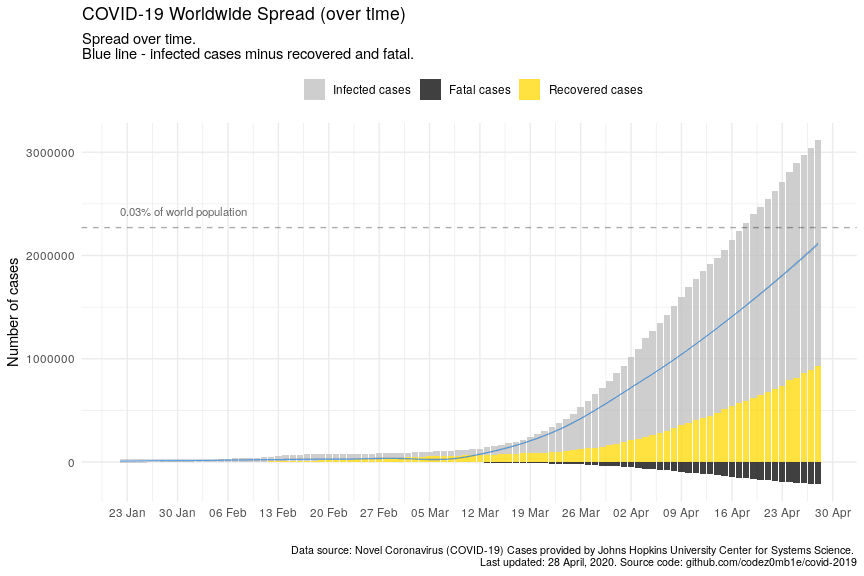 COVID-19 Worldwide Spread (over time)
Spread over time.
Blue line - infected cases minus recovered and fatal.
Infected cases Fatal cases Recovered cases
3000000
0.03% of world population
2000000
Number of cases
1000000
0
23 Jan 30 Jan 06 Feb 13 Feb 20 Feb 27 Feb 05 Mar 12 Mar 19 Mar 26 Mar 02 Apr 09 Apr 16 Apr 23 Apr 30 Apr
Data source: Novel Coronavirus (COVID-19) Cases provided by Johns Hopkins University Center for Systems Science.
Last updated: 28 April, 2020. Source code: github.com/codez0mb1e/covid-2019